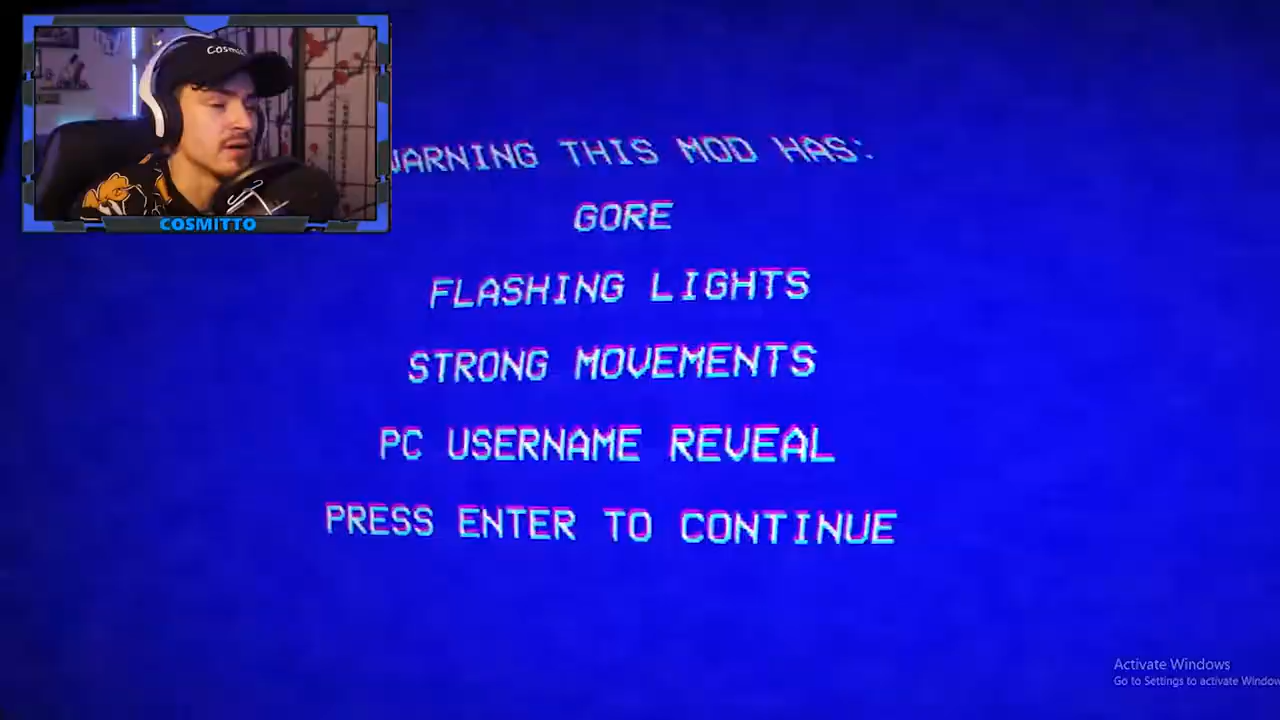 Cosmi
COSMITTO
WARNING THIS MOD HAS:
GORE
FLASHING LIGHTS
STRONG MOVEMENTS
PC USERNAME REVEAL
PRESS ENTER TO CONTINUE
Activate Windows
Go to Settings to activate Window